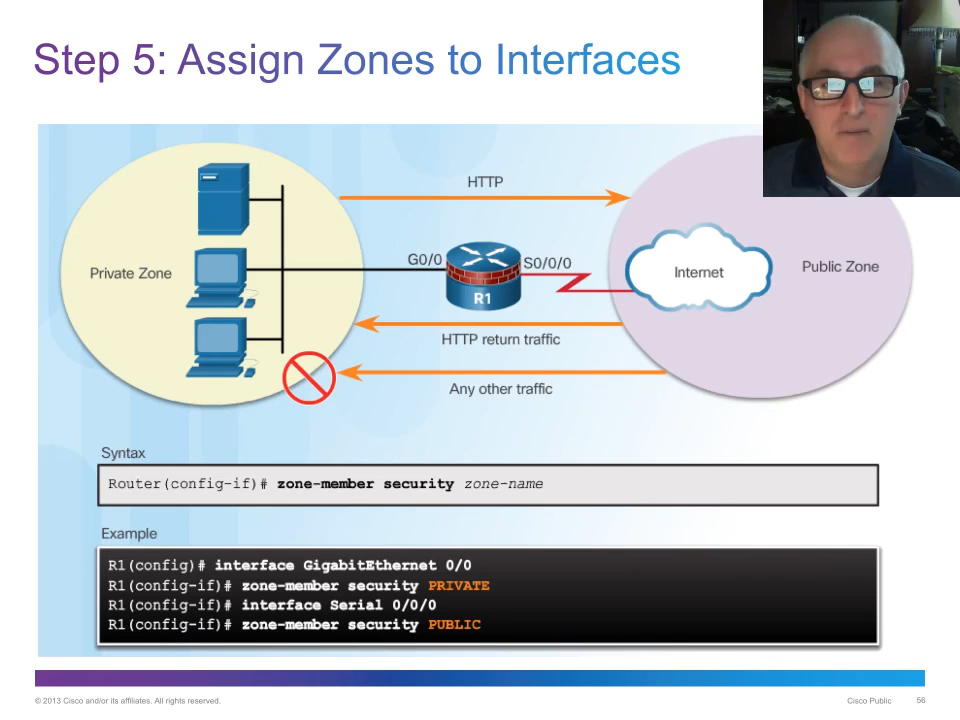 Step 5: Assign Zones to Interfaces
HTTP
Private Zone
G0/0
S0/0/0
R1
Internet
Public Zone
HTTP return traffic
Any other traffic
Syntax
Router(config-if)# zone-member security zone-name
Example
R1(config)# interface GigabitEthernet 0/0
R1(config-if)# zone-member security PRIVATE
R1(config-if)# interface Serial 0/0/0
R1(config-if)# zone-member security PUBLIC
© 2013 Cisco and/or its affiliates. All rights reserved.
Cisco Public
56